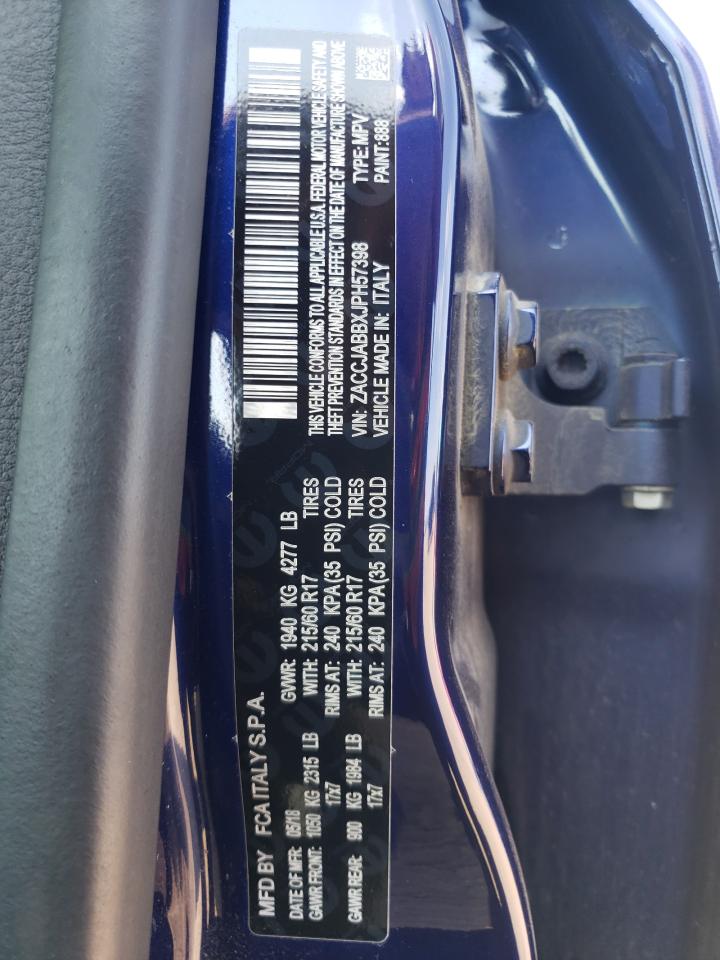 MFD BY FCA ITALY S.P.A.
DATE OF MFR: 05/18 GVWR: 1940 KG 4277 LB
GAWR FRONT: 1050 KG 2315 LB WITH: 215/60 R17 TIRES
17x7 RIMS AT: 240 KPA(35 PSI) COLD
GAWR REAR: 900 KG 1984 LB WITH: 215/60 R17 TIRES
17x7 RIMS AT: 240 KPA(35 PSI) COLD
THIS VEHICLE CONFORMS TO ALL APPLICABLE U.S.A. FEDERAL MOTOR VEHICLE SAFETY AND
THEFT PREVENTION STANDARDS IN EFFECT ON THE DATE OF MANUFACTURE SHOWN ABOVE
VIN: ZACCJABBXJPH57398 TYPE: MPV
VEHICLE MADE IN: ITALY PAINT: 888